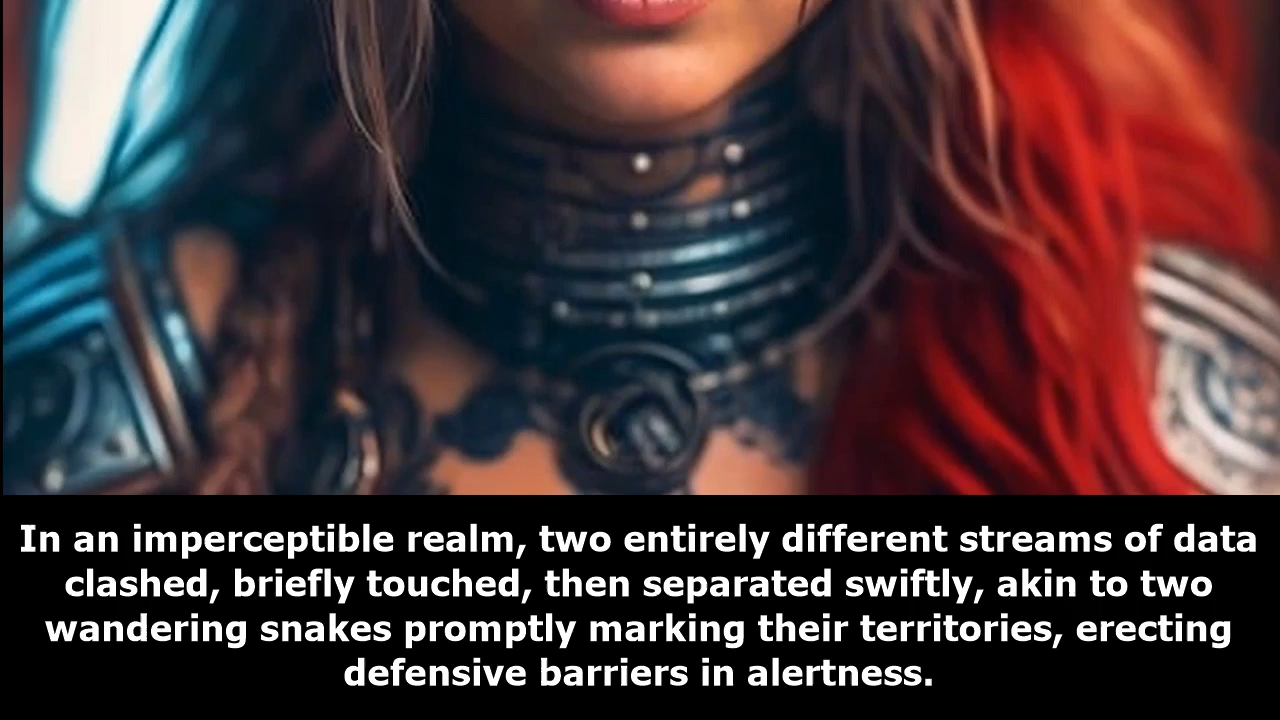 In an imperceptible realm, two entirely different streams of data
clashed, briefly touched, then separated swiftly, akin to two
wandering snakes promptly marking their territories, erecting
defensive barriers in alertness.